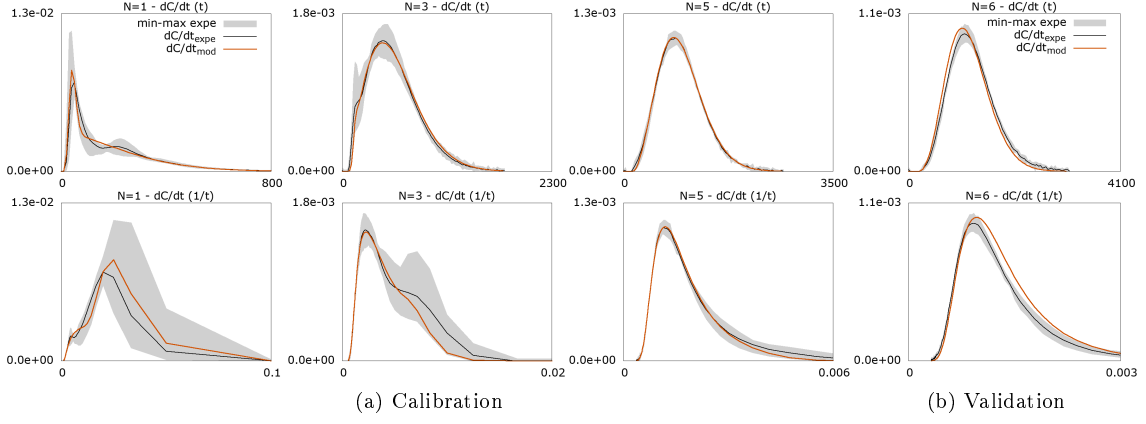 N=1 - dC/dt (t)
1.3e-02
min-max expe
dC/dt_expe
dC/dt_mod
0.0e+00
0
800
N=3 - dC/dt (t)
1.8e-03
0.0e+00
0
2300
N=5 - dC/dt (t)
1.3e-03
0.0e+00
0
3500
N=6 - dC/dt (t)
1.1e-03
min-max expe
dC/dt_expe
dC/dt_mod
0.0e+00
0
4100
N=1 - dC/dt (1/t)
1.3e-02
0.0e+00
0
0.1
N=3 - dC/dt (1/t)
1.8e-03
0.0e+00
0
0.02
N=5 - dC/dt (1/t)
1.3e-03
0.0e+00
0
0.006
N=6 - dC/dt (1/t)
1.1e-03
0.0e+00
0
0.003
(a) Calibration
(b) Validation